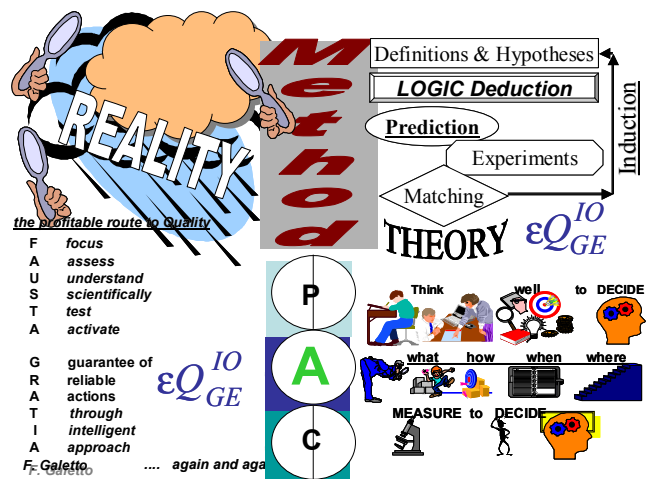 REALITY
Method
Definitions & Hypotheses
LOGIC Deduction
Prediction
Experiments
Matching
Induction
THEORY
εQ_GE^IO
the profitable route to Quality
F focus
A assess
U understand
S scientifically
T test
A activate
G guarantee of
R reliable
A actions
T through
I intelligent
A approach
εQ_GE^IO
F. Galetto .... again and aga
F. Galetto
P
A
C
Think well to DECIDE
what how when where
MEASURE to DECIDE